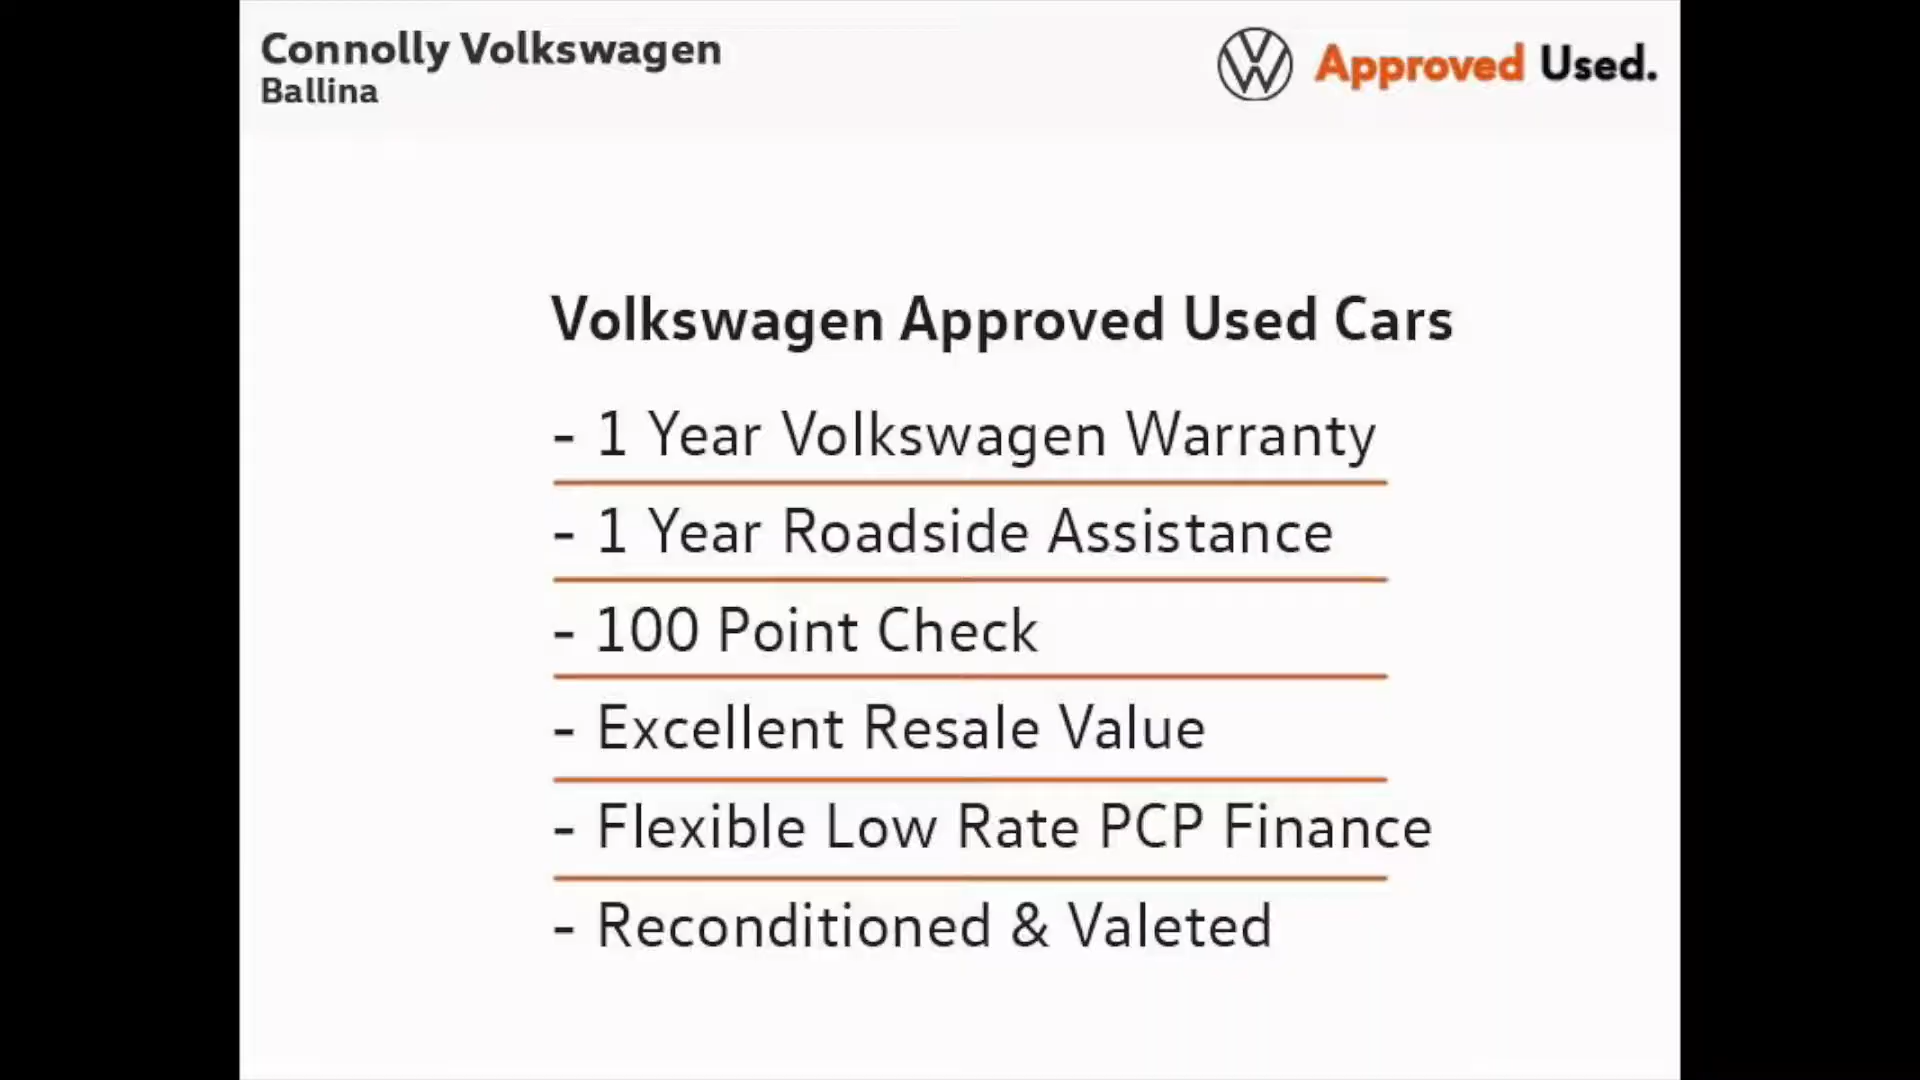 Connolly Volkswagen
Ballina
Approved Used.
Volkswagen Approved Used Cars
- 1 Year Volkswagen Warranty
- 1 Year Roadside Assistance
- 100 Point Check
- Excellent Resale Value
- Flexible Low Rate PCP Finance
- Reconditioned & Valeted